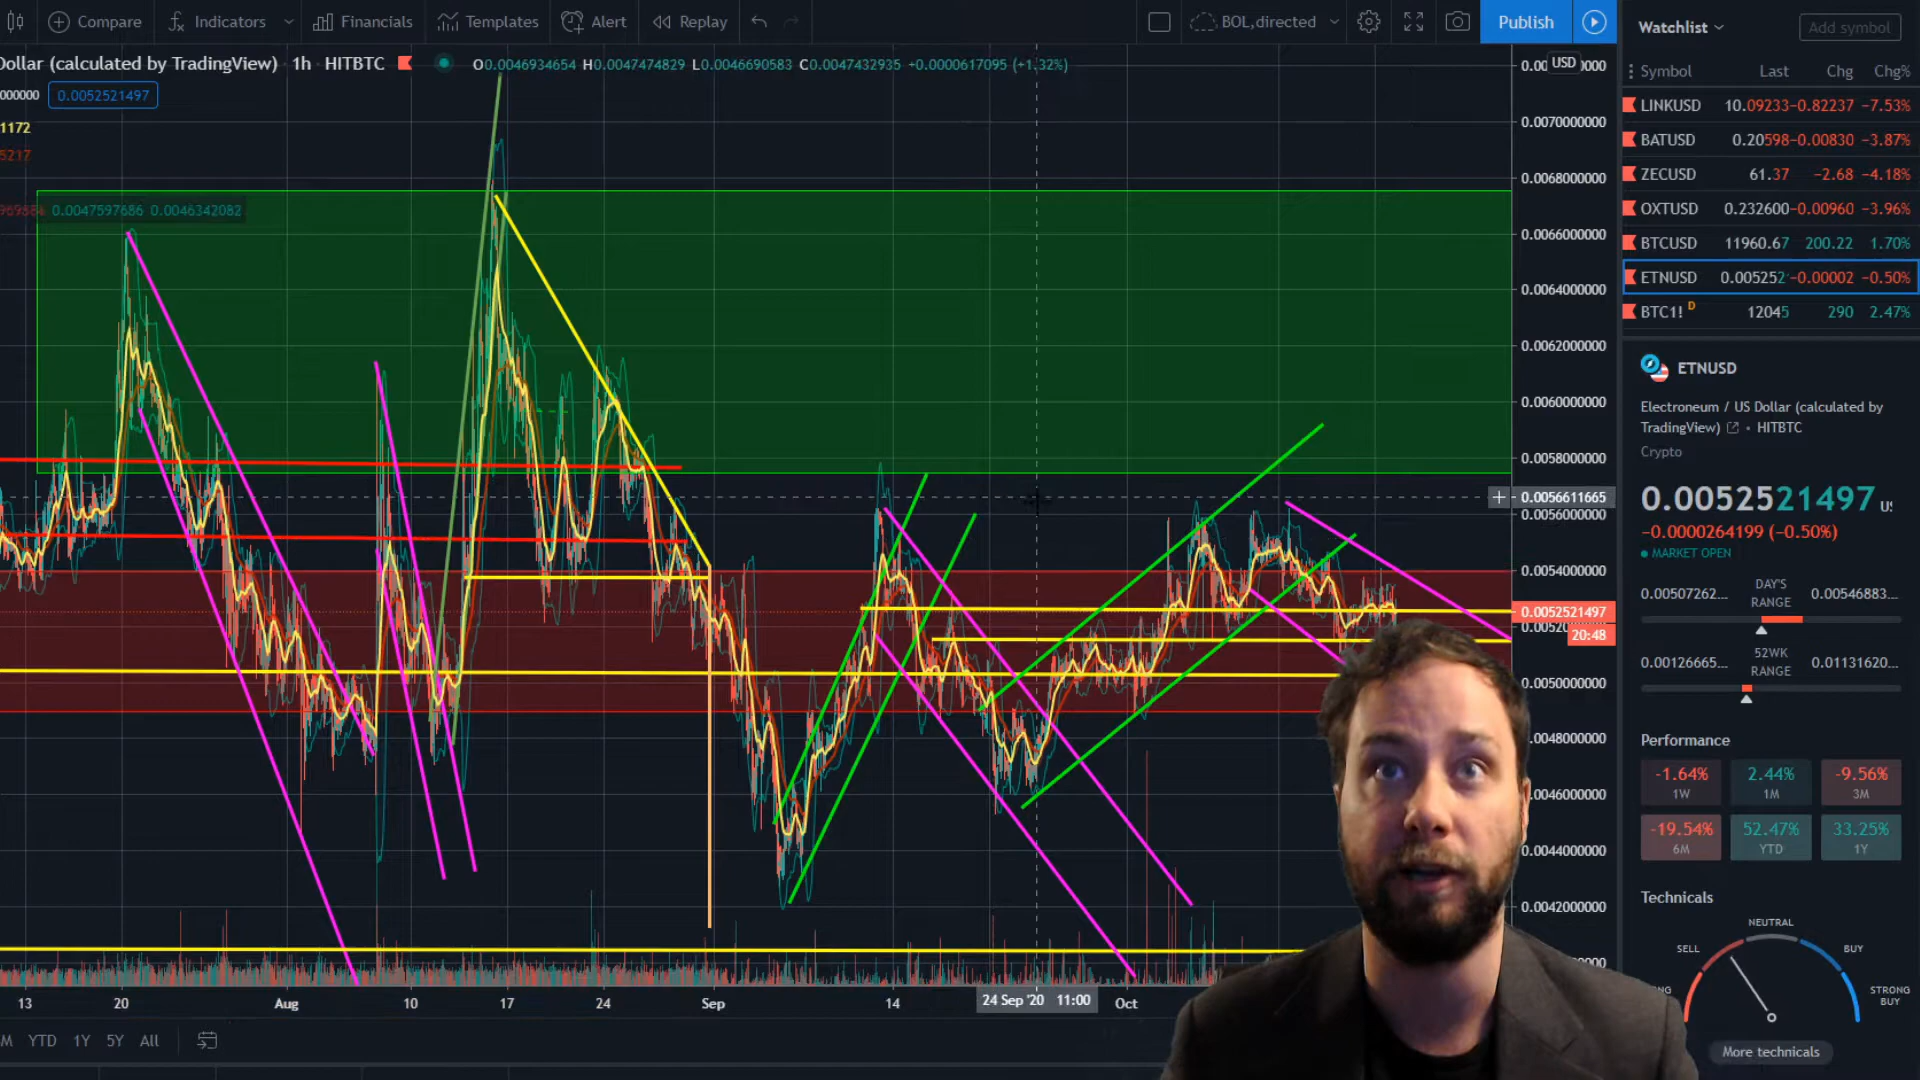 Compare Indicators Financials Templates Alert Replay BOL,directed Publish
Dollar (calculated by TradingView) · 1h · HITBTC O0.0046934654 H0.0047474829 L0.0046690583 C0.0047432935 +0.0000617095 (+1.32%)
0000000 0.0052521497
1172
5217
0.0047597686 0.0046342082
USD
0.0070000000
0.0068000000
0.0066000000
0.0064000000
0.0062000000
0.0060000000
0.0058000000
0.0056611665
0.0056000000
0.0054000000
0.0052521497
20:48
0.0050000000
.0048000000
0.0046000000
0.0044000000
0.0042000000
13 20 Aug 10 17 24 Sep 14 24 Sep '20 11:00 Oct
M YTD 1Y 5Y All
Watchlist Add symbol
Symbol Last Chg Chg%
LINKUSD 10.09233 -0.82237 -7.53%
BATUSD 0.20598 -0.00830 -3.87%
ZECUSD 61.37 -2.68 -4.18%
OXTUSD 0.232600 -0.00960 -3.96%
BTCUSD 11960.67 200.22 1.70%
ETNUSD 0.005252 -0.00002 -0.50%
BTC1! D 12045 290 2.47%
ETNUSD
Electroneum / US Dollar (calculated by
TradingView) • HITBTC
Crypto
0.0052521497
−0.0000264199 (−0.50%)
MARKET OPEN
0.00507262... DAY'S RANGE 0.00546883...
0.00126665... 52WK RANGE 0.01131620...
Performance
-1.64% 2.44% -9.56%
1W 1M 3M
-19.54% 52.47% 33.25%
6M YTD 1Y
Technicals
NEUTRAL
SELL BUY
STRONG
BUY
More technicals